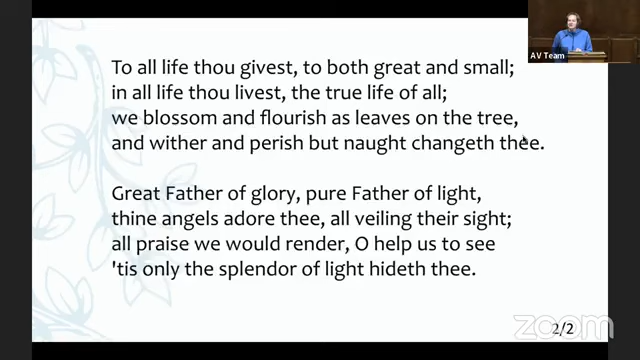 AV Team
To all life thou givest, to both great and small;
in all life thou livest, the true life of all;
we blossom and flourish as leaves on the tree,
and wither and perish but naught changeth thee.
Great Father of glory, pure Father of light,
thine angels adore thee, all veiling their sight;
all praise we would render, O help us to see
'tis only the splendor of light hideth thee.
zoom
2/2